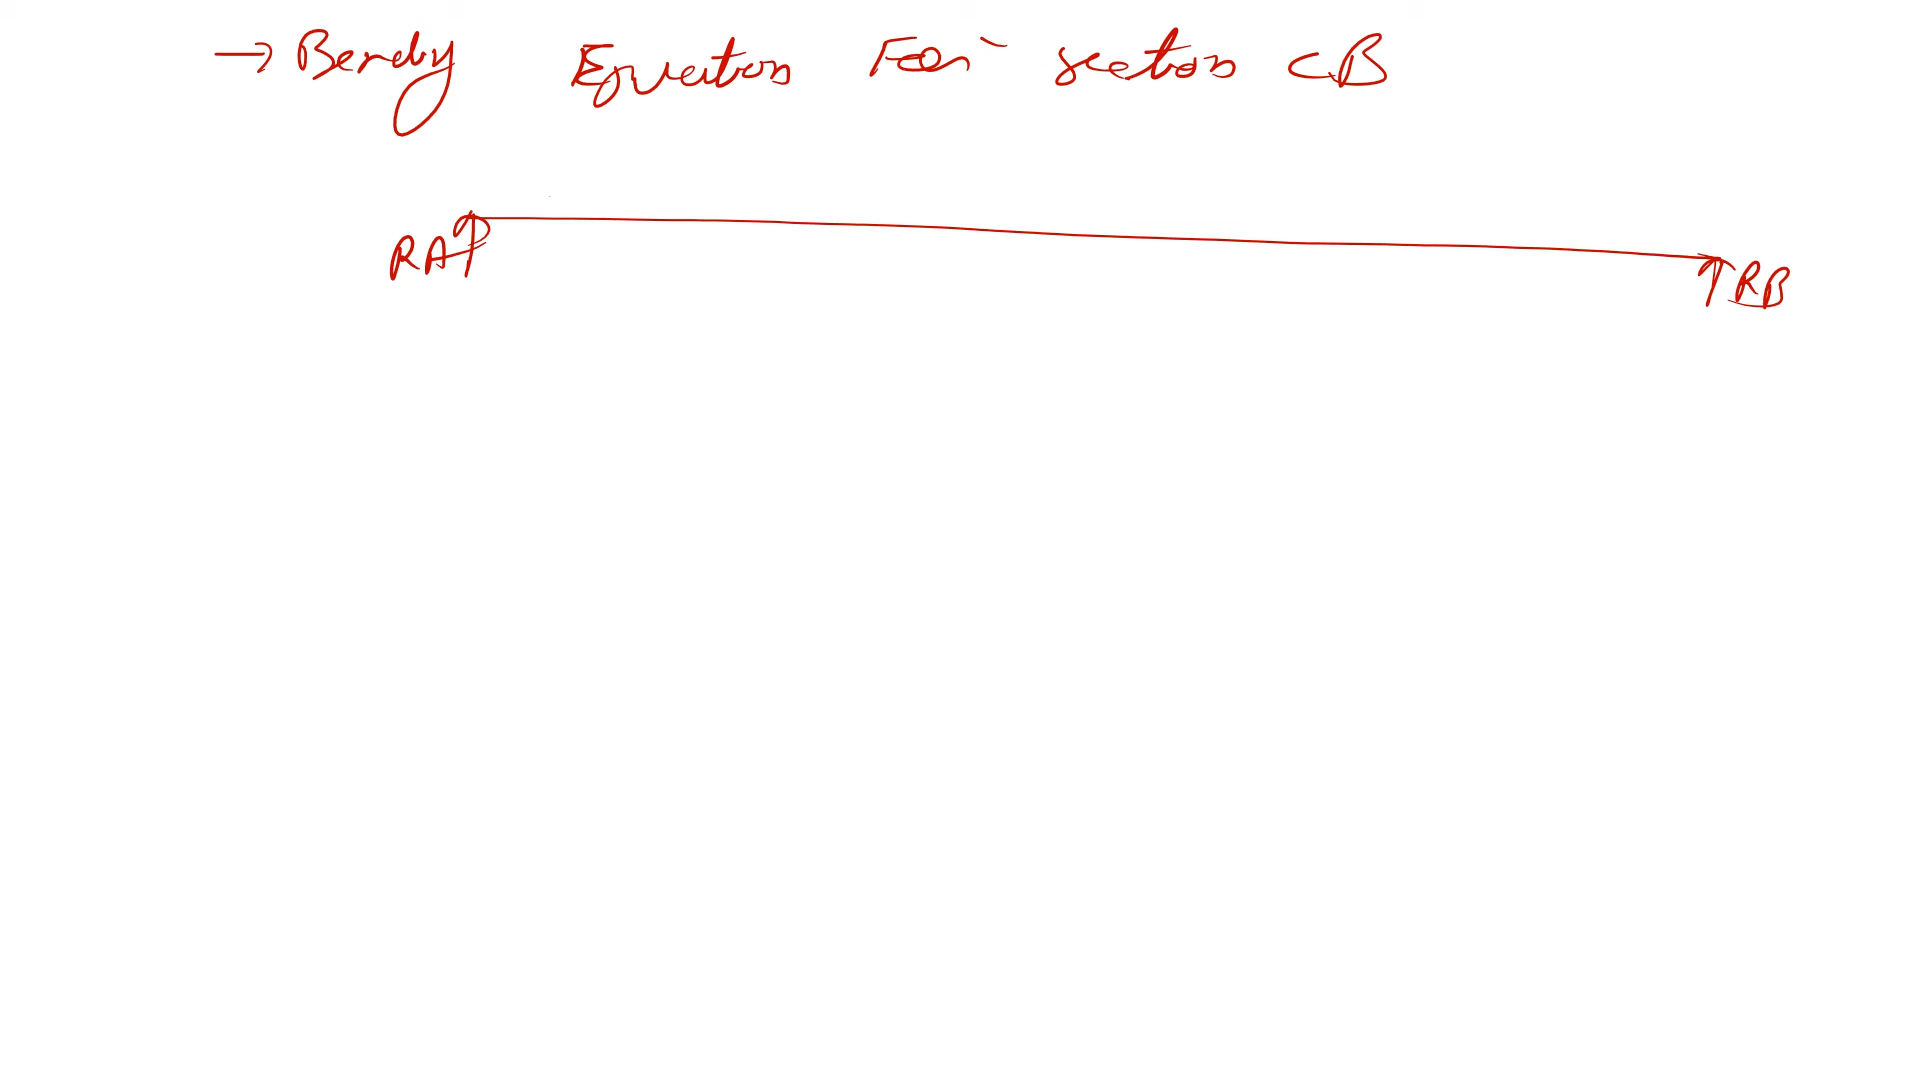 → Bending Equation For section CB
RA RB